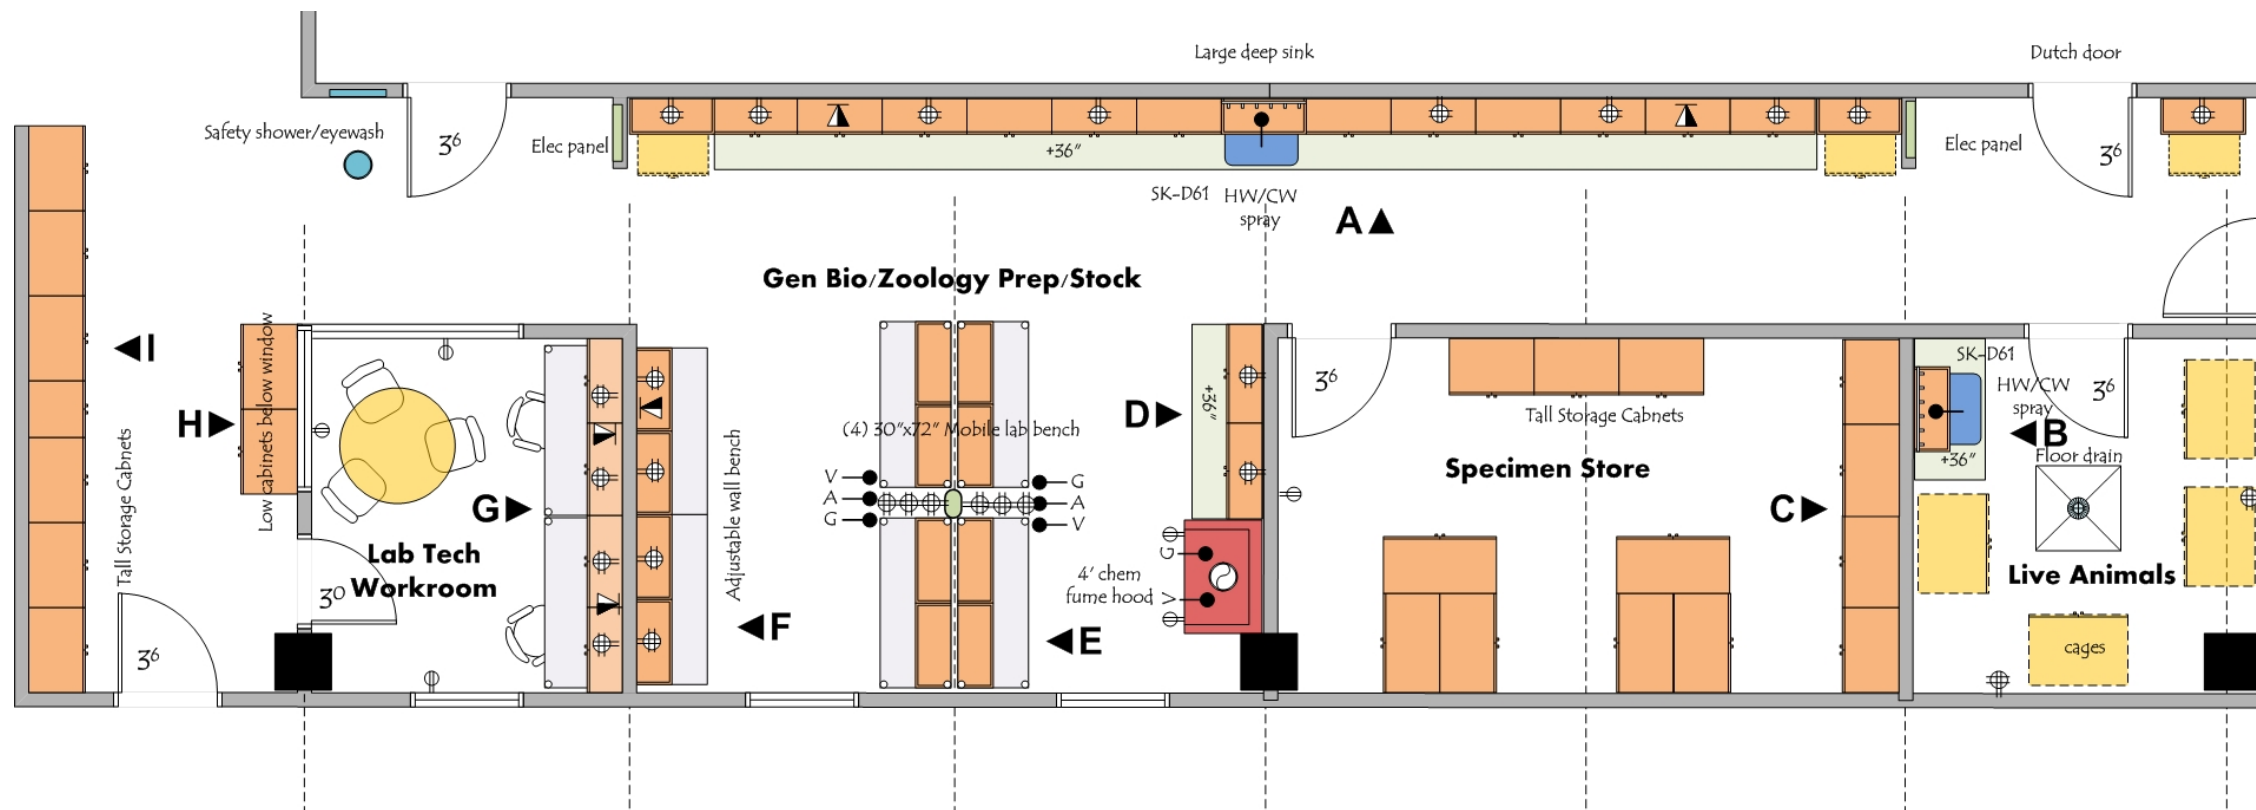 Large deep sink
Dutch door
Safety shower/eyewash
3⁶
Elec panel
+36"
SK-D61
HW/CW
spray
A
Elec panel
3⁶
Gen Bio/Zoology Prep/Stock
I
H
Low cabinets below window
Tall Storage Cabnets
3⁶
G
Lab Tech
Workroom
3⁰
Adjustable wall bench
F
(4) 30"x72" Mobile lab bench
V
A
G
G
A
V
E
D
+36"
4' chem
fume hood
G
V
3⁶
Tall Storage Cabnets
Specimen Store
C
SK-D61
HW/CW
spray
3⁶
B
+36"
Floor drain
Live Animals
cages